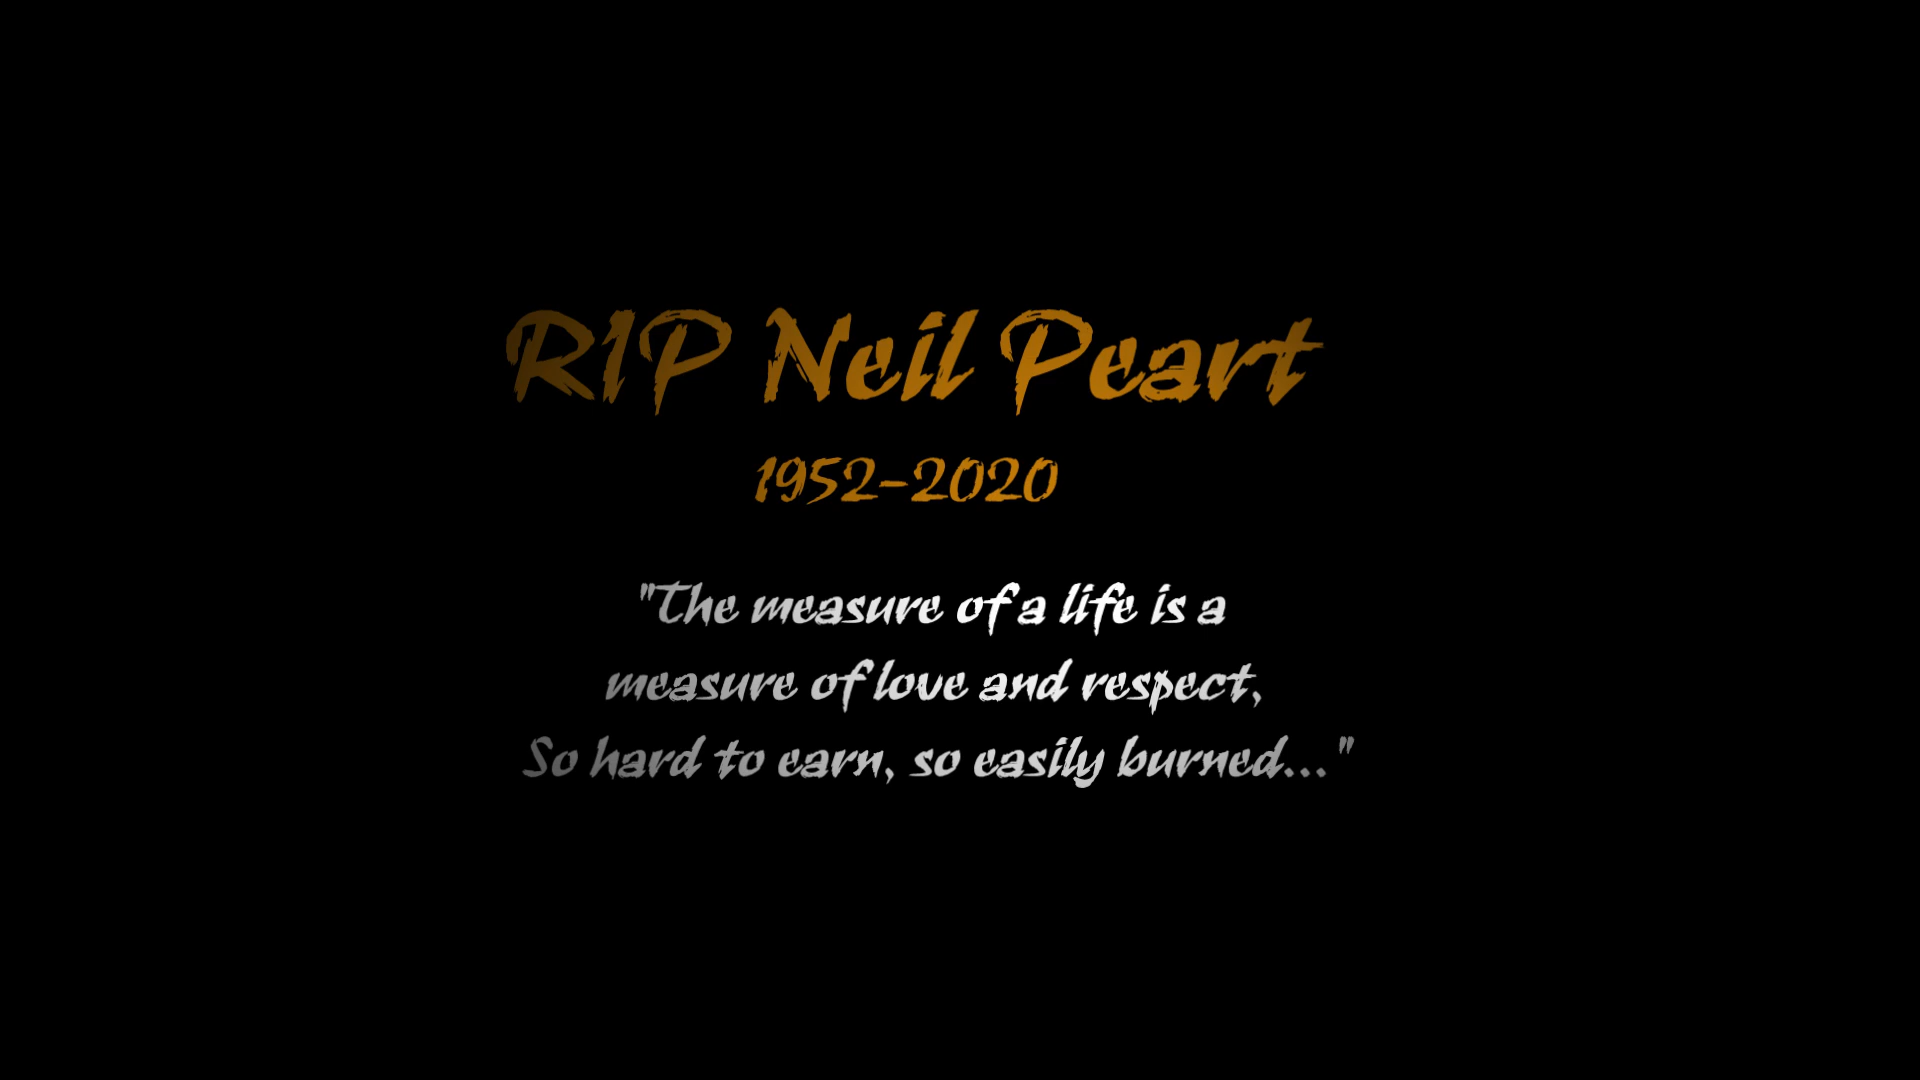 RIP Neil Peart
1952-2020
"The measure of a life is a
measure of love and respect,
So hard to earn, so easily burned..."